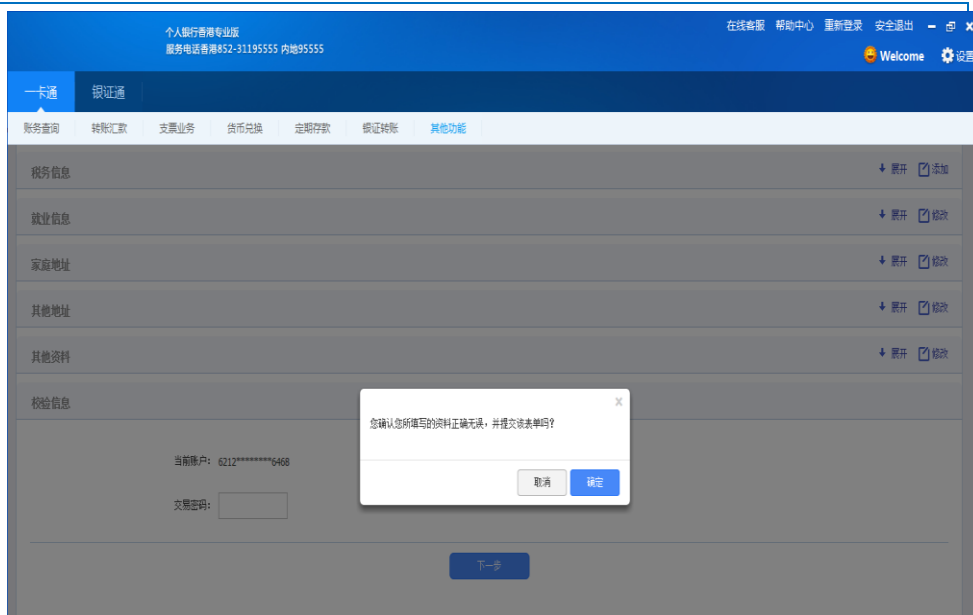 个人银行香港专业版
服务电话香港852-31195555 内地95555
在线客服 帮助中心 重新登录 安全退出
Welcome 设置
一卡通 银证通
账务查询 转账汇款 支票业务 货币兑换 定期存款 银证转账 其他功能
税务信息 展开 添加
就业信息 展开 修改
家庭地址 展开 修改
其他地址 展开 修改
其他资料 展开 修改
校验信息
您确认您所填写的资料正确无误,并提交该表单吗?
取消 确定
当前账户: 6212********6468
交易密码:
下一步